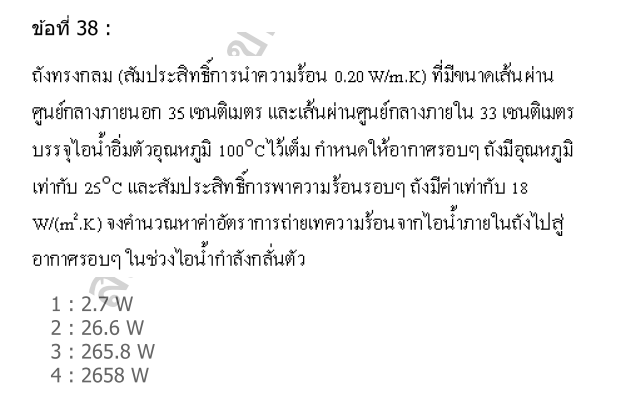 ข้อที่ 38 :
ถังทรงกลม (สัมประสิทธิ์การนำความร้อน 0.20 W/m.K) ที่มีขนาดเส้นผ่าน
ศูนย์กลางภายนอก 35 เซนติเมตร และเส้นผ่านศูนย์กลางภายใน 33 เซนติเมตร
บรรจุไอน้ำอิ่มตัวอุณหภูมิ 100°C ไว้เต็ม กำหนดให้อากาศรอบๆ ถังมีอุณหภูมิ
เท่ากับ 25°C และสัมประสิทธิ์การพาความร้อนรอบๆ ถังมีค่าเท่ากับ 18
W/(m².K) จงคำนวณหาค่าอัตราการถ่ายเทความร้อนจากไอน้ำภายในถังไปสู่
อากาศรอบๆ ในช่วงไอน้ำกำลังกลั่นตัว
1 : 2.7 W
2 : 26.6 W
3 : 265.8 W
4 : 2658 W